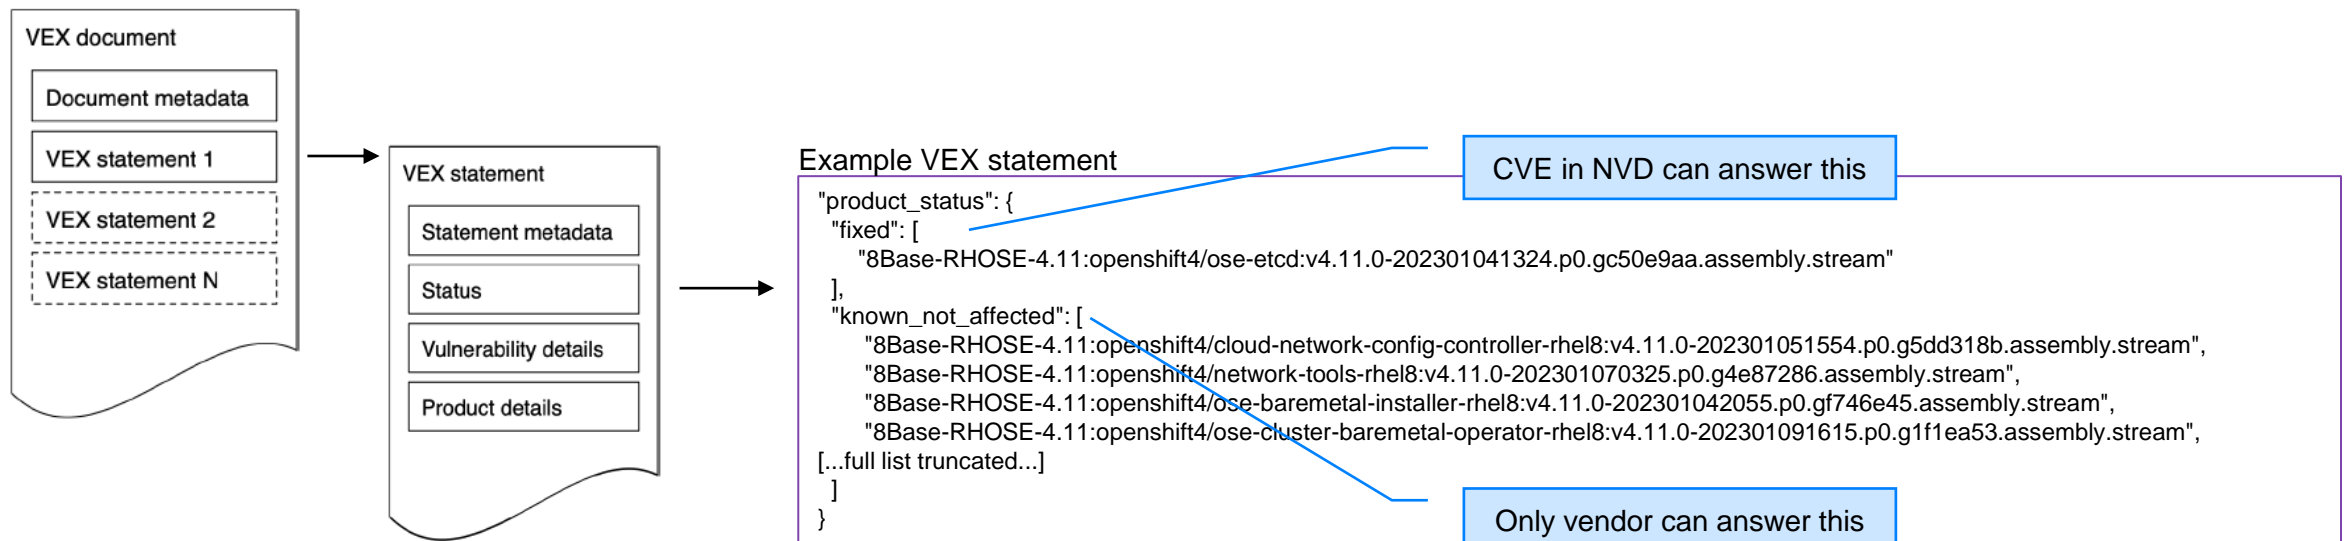 VEX document
Document metadata
VEX statement 1
VEX statement 2
VEX statement N
VEX statement
Statement metadata
Status
Vulnerability details
Product details
Example VEX statement
CVE in NVD can answer this
"product_status": {
"fixed": [
"8Base-RHOSE-4.11:openshift4/ose-etcd:v4.11.0-202301041324.p0.gc50e9aa.assembly.stream"
],
"known_not_affected": [
"8Base-RHOSE-4.11:openshift4/cloud-network-config-controller-rhel8:v4.11.0-202301051554.p0.g5dd318b.assembly.stream",
"8Base-RHOSE-4.11:openshift4/network-tools-rhel8:v4.11.0-202301070325.p0.g4e87286.assembly.stream",
"8Base-RHOSE-4.11:openshift4/ose-baremetal-installer-rhel8:v4.11.0-202301042055.p0.gf746e45.assembly.stream",
"8Base-RHOSE-4.11:openshift4/ose-cluster-baremetal-operator-rhel8:v4.11.0-202301091615.p0.g1f1ea53.assembly.stream",
[...full list truncated...]
]
}
Only vendor can answer this